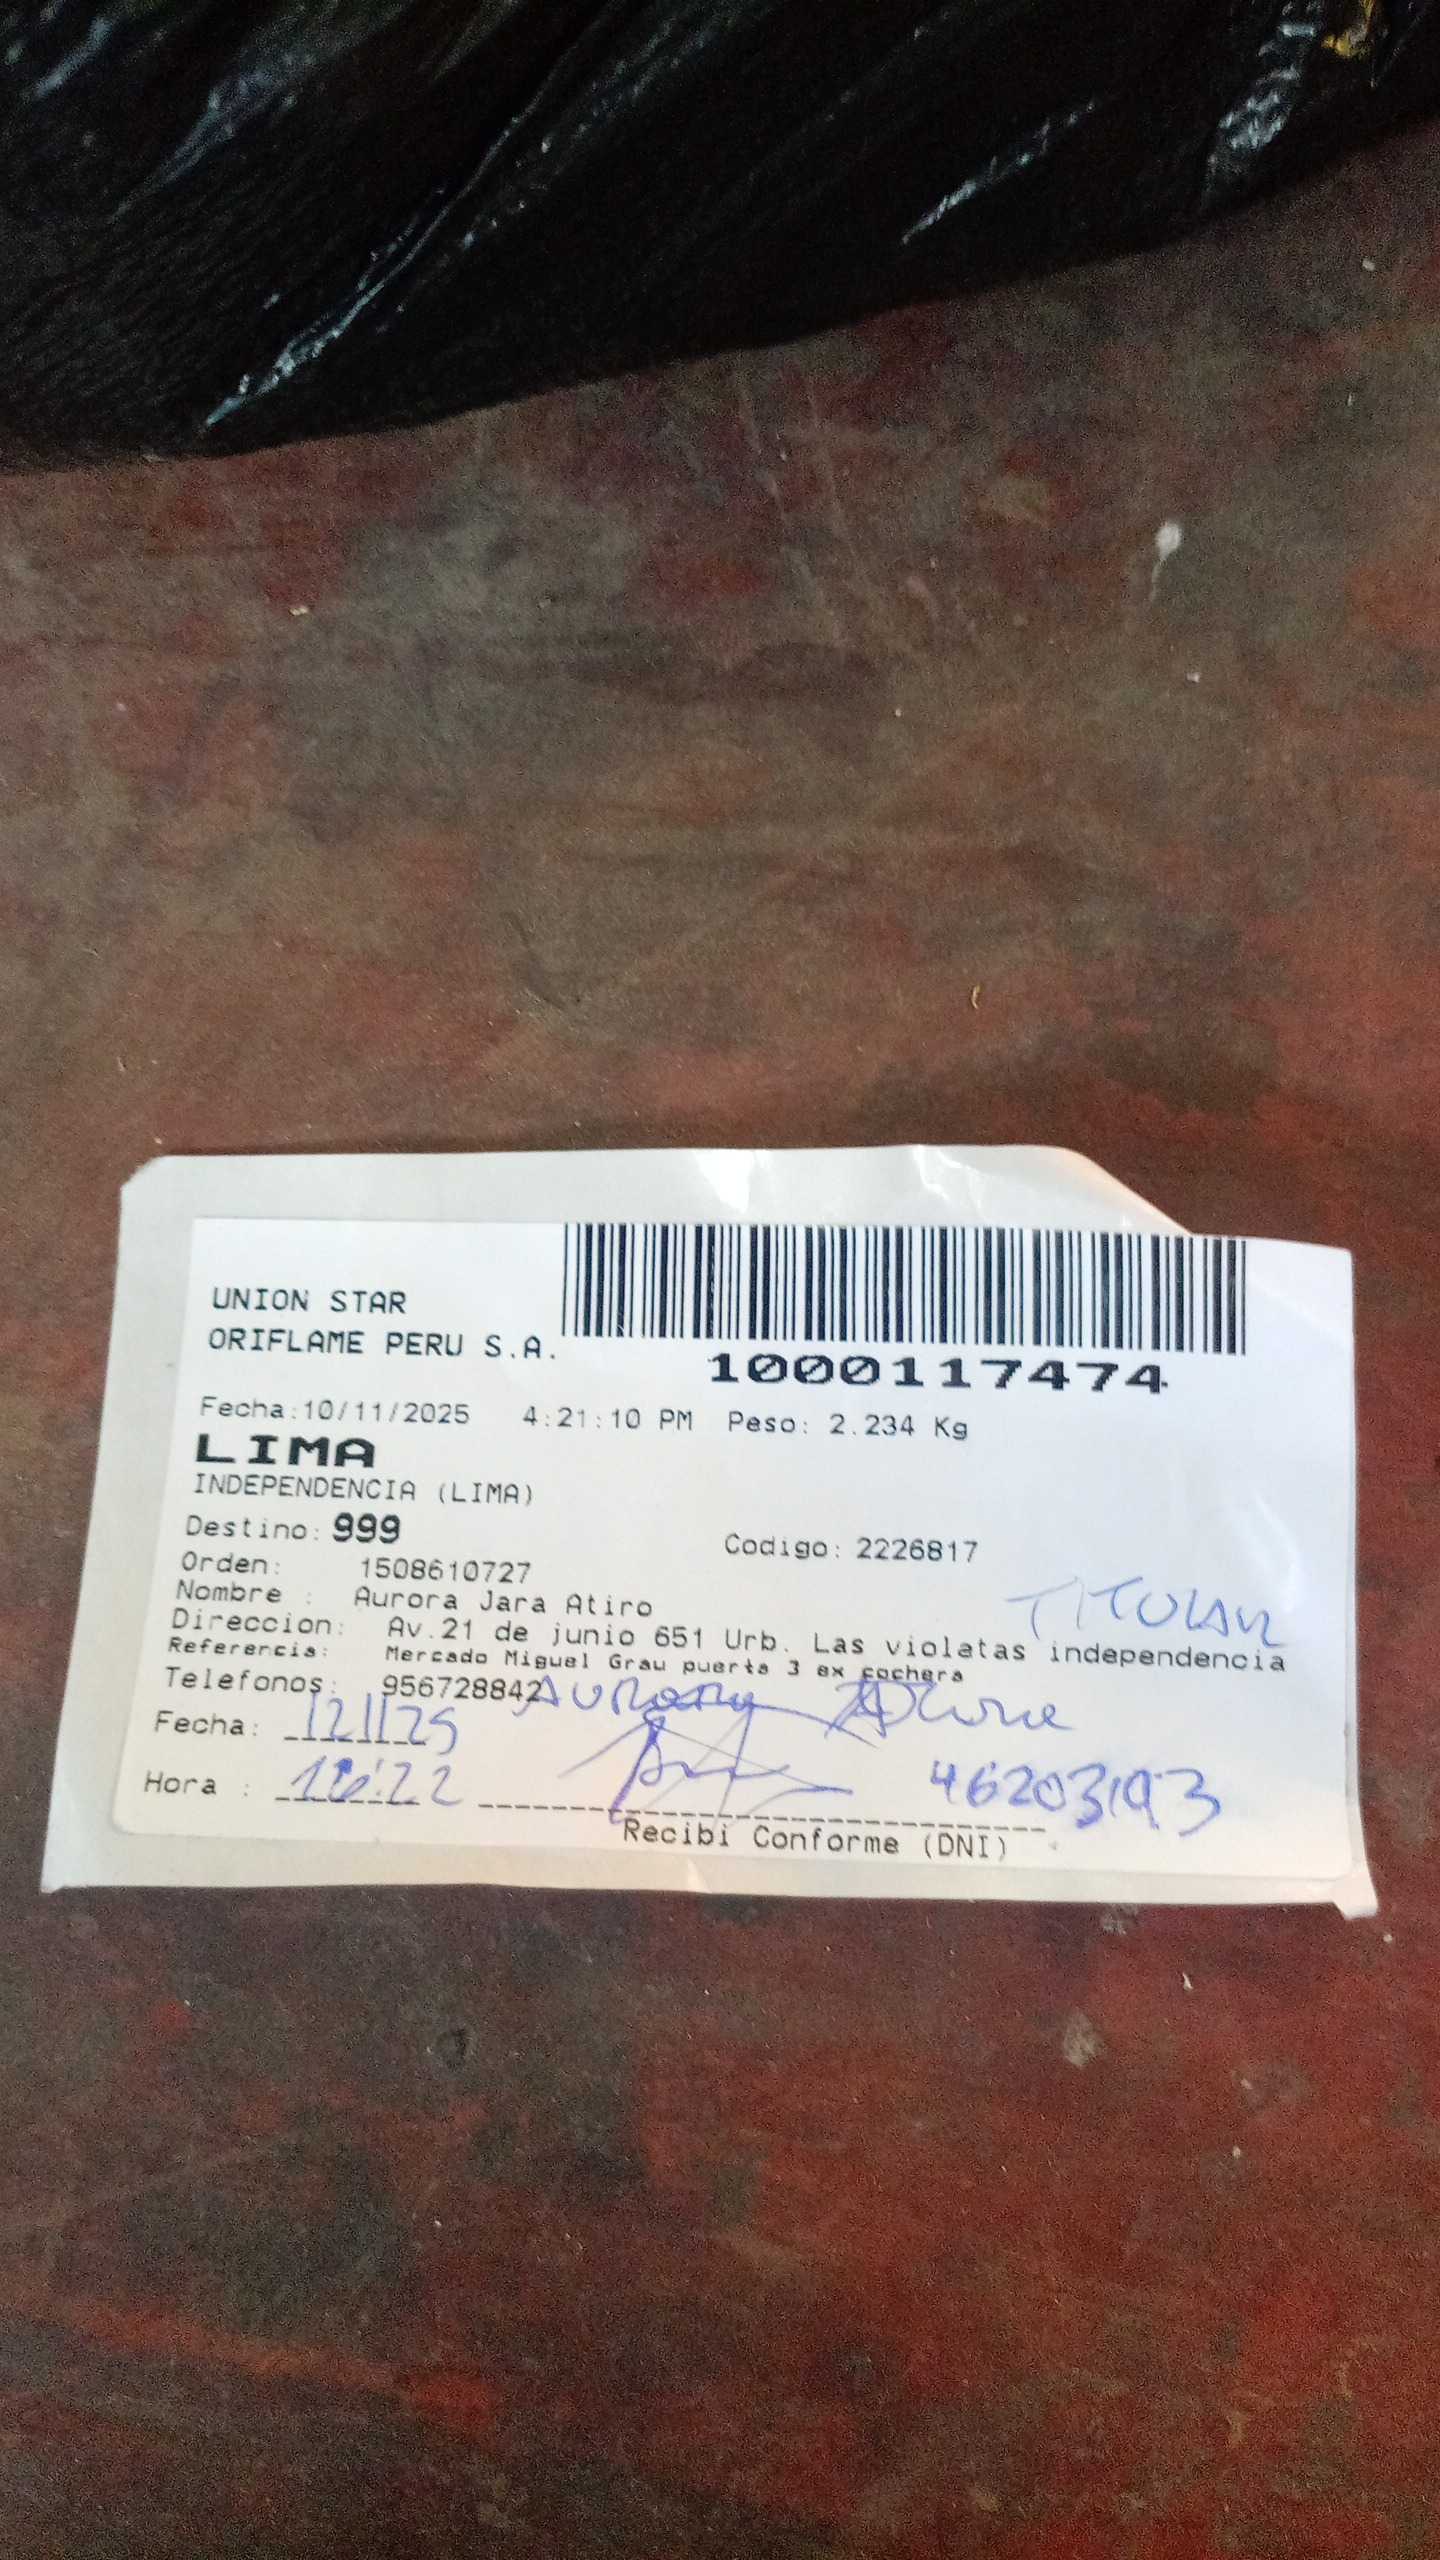 UNION STAR
ORIFLAME PERU S.A.
1000117474
Fecha:10/11/2025 4:21:10 PM Peso: 2.234 Kg
LIMA
INDEPENDENCIA (LIMA)
Destino: 999 Codigo: 2226817
Orden: 1508610727
Nombre : Aurora Jara Atiro
TITULAR
Direccion: Av.21 de junio 651 Urb. Las violetas independencia
Referencia: Mercado Miguel Grau puerta 3 ex cochera
Telefonos: 956728842
Fecha: 12/11/25
Hora : :22
Recibi Conforme (DNI)